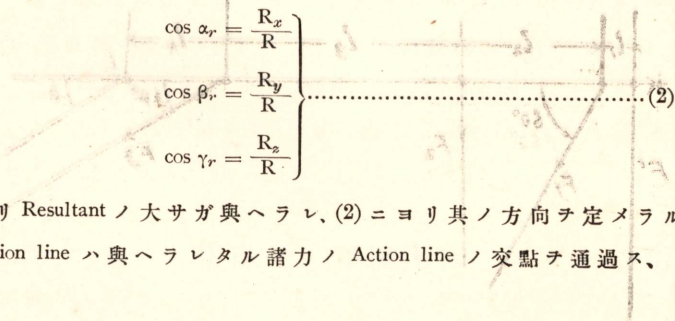 cos αᵣ = Rₓ / R
cos βᵣ = R_y / R ........................................(2)
cos γᵣ = R_z / R
リ Resultant ノ大サガ與ヘラレ、(2) ニヨリ其ノ方向ヲ定メラル
ion line ハ與ヘラレタル諸力ノ Action line ノ交點ヲ通過ス、